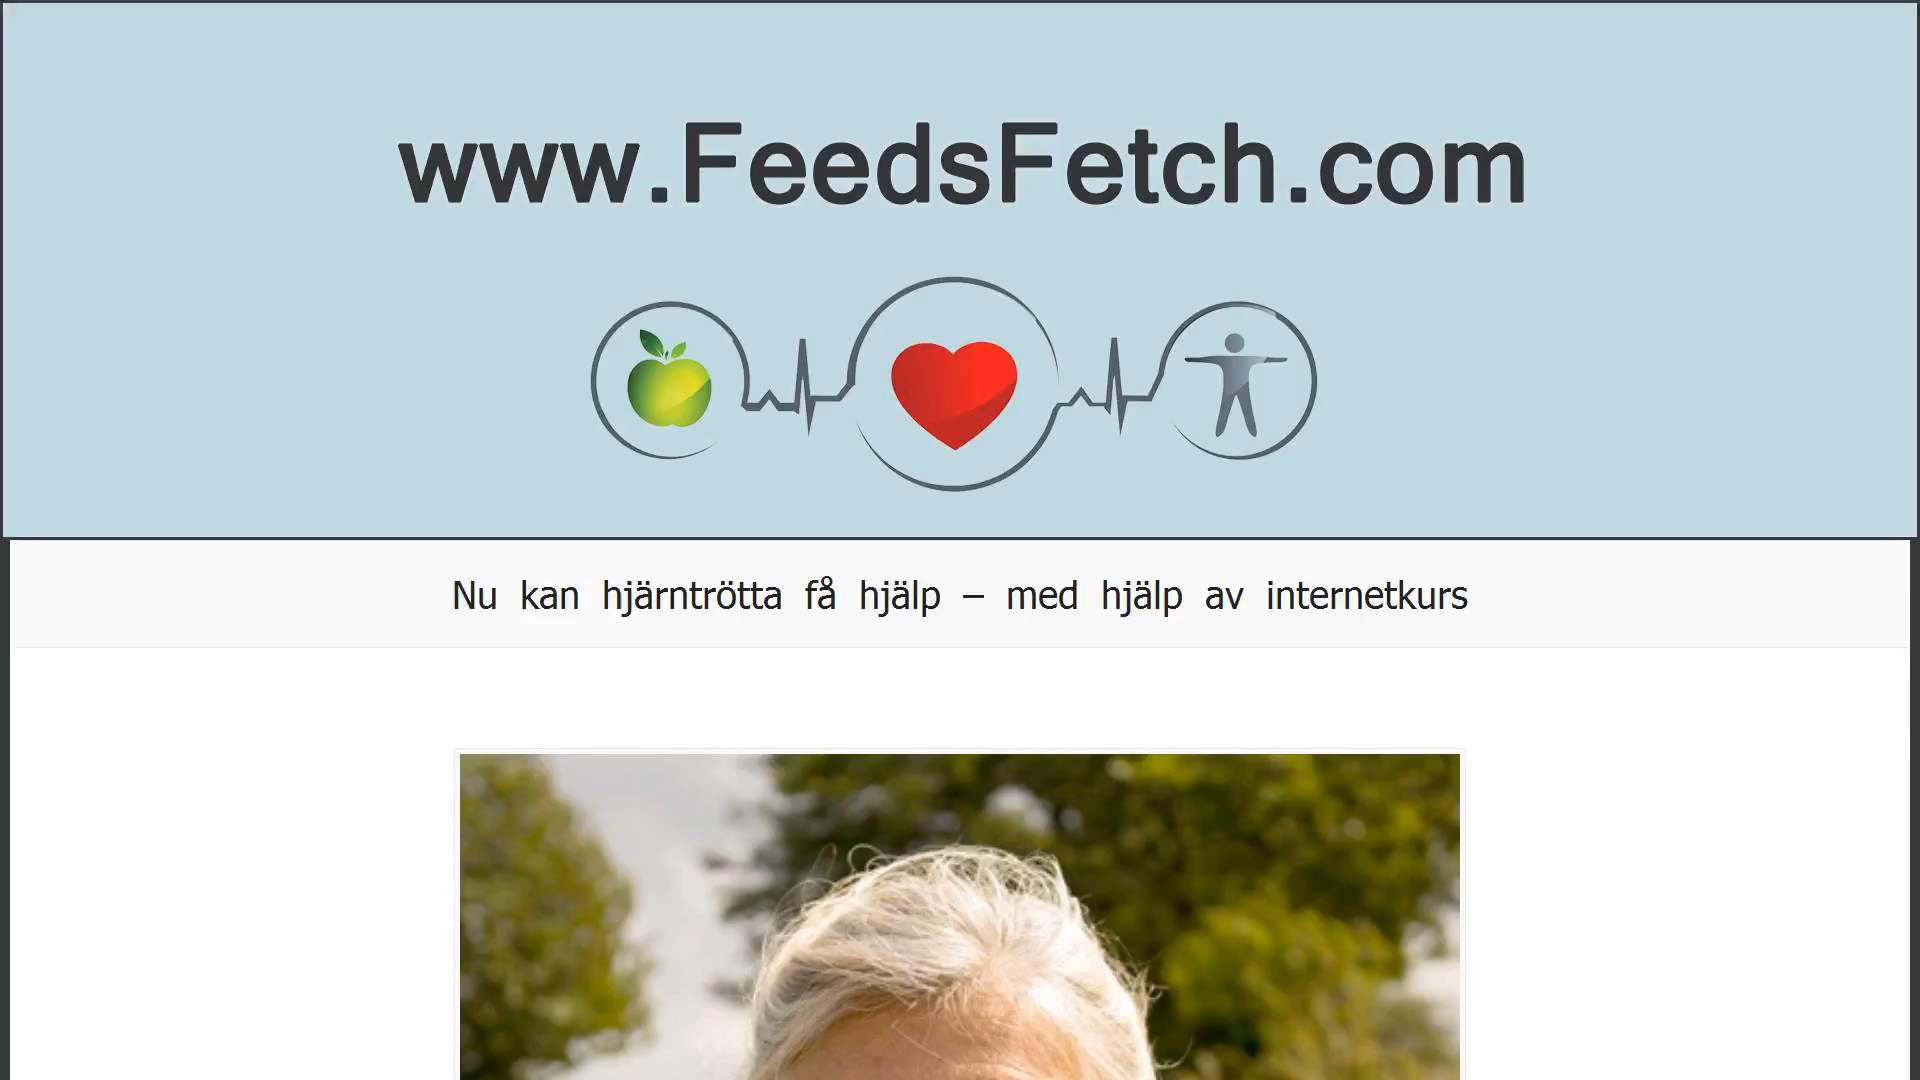 www.FeedsFetch.com
Nu kan hjärntrötta få hjälp – med hjälp av internetkurs